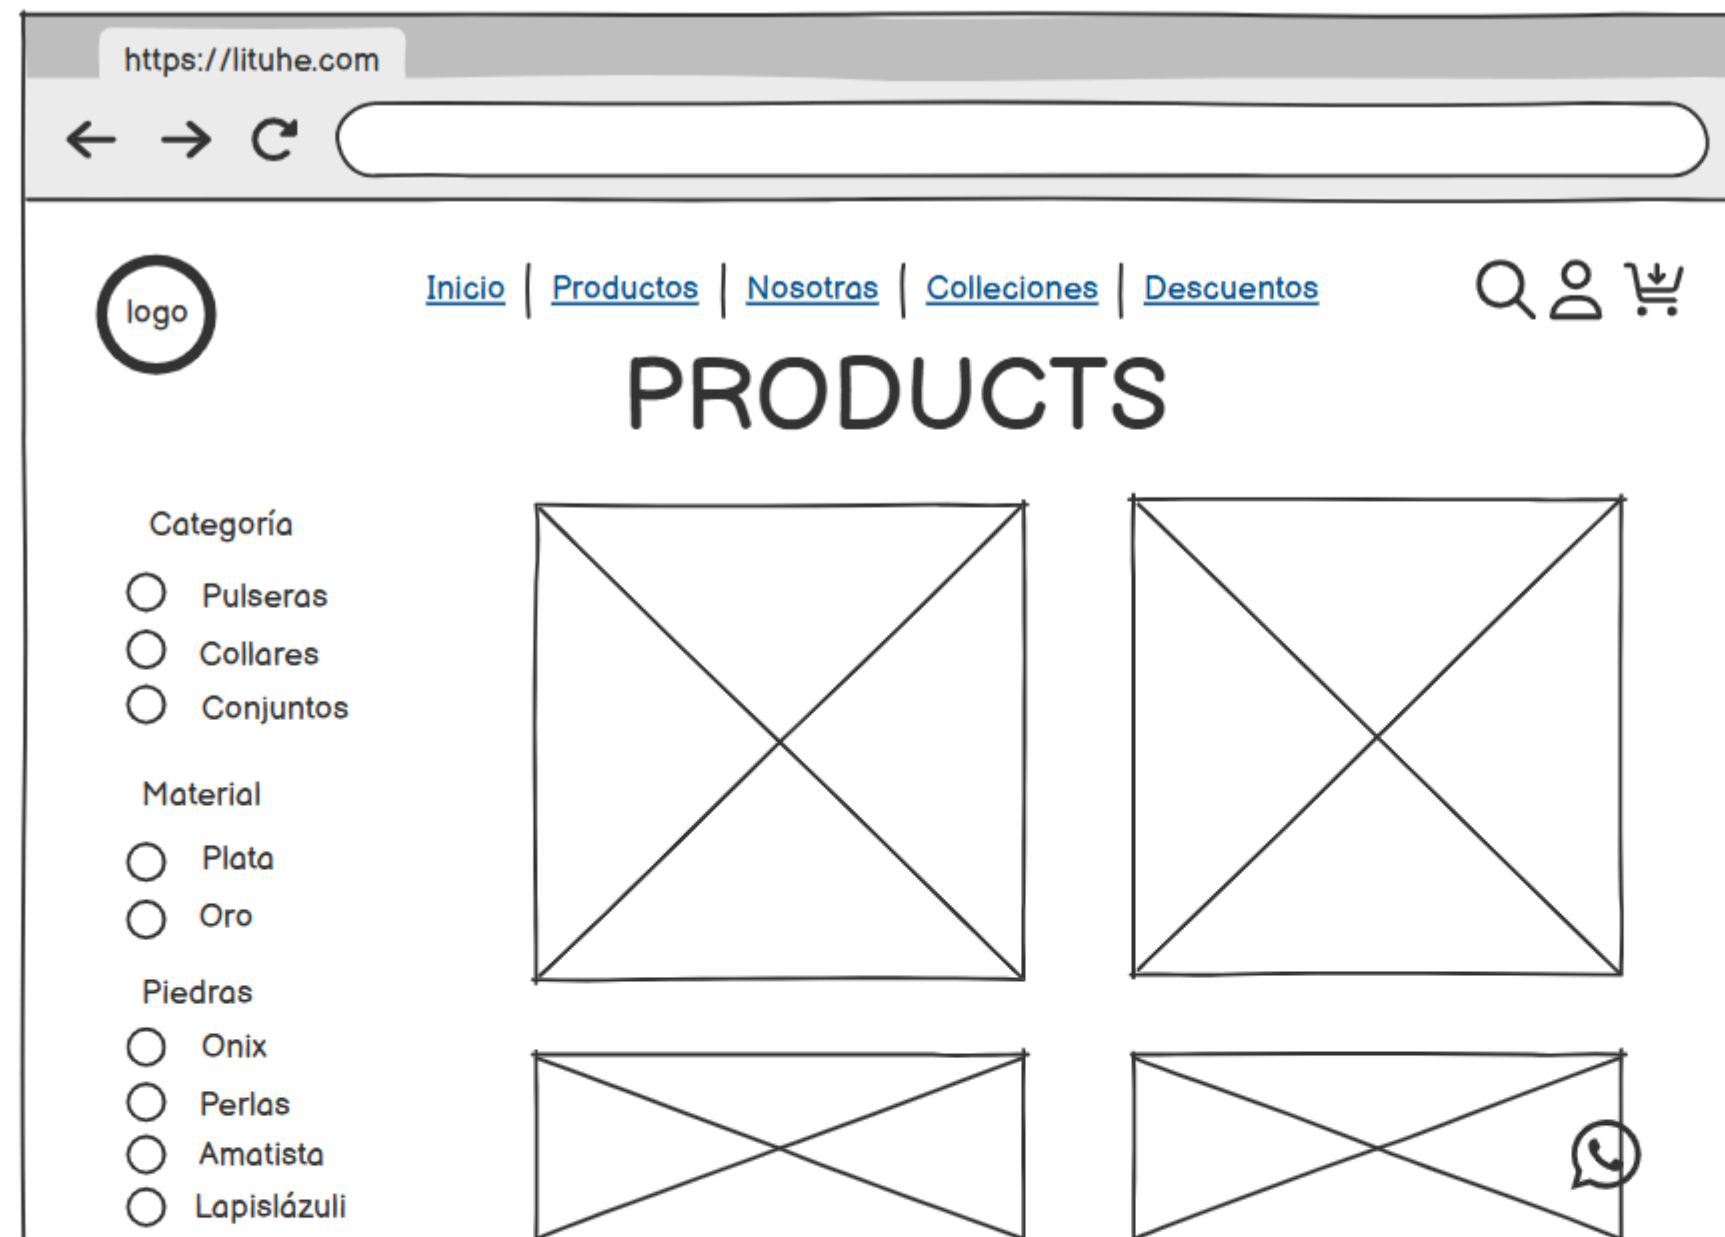 https://lituhe.com
logo
Inicio | Productos | Nosotras | Colleciones | Descuentos
PRODUCTS
Categoría
Pulseras
Collares
Conjuntos
Material
Plata
Oro
Piedras
Onix
Perlas
Amatista
Lapislázuli